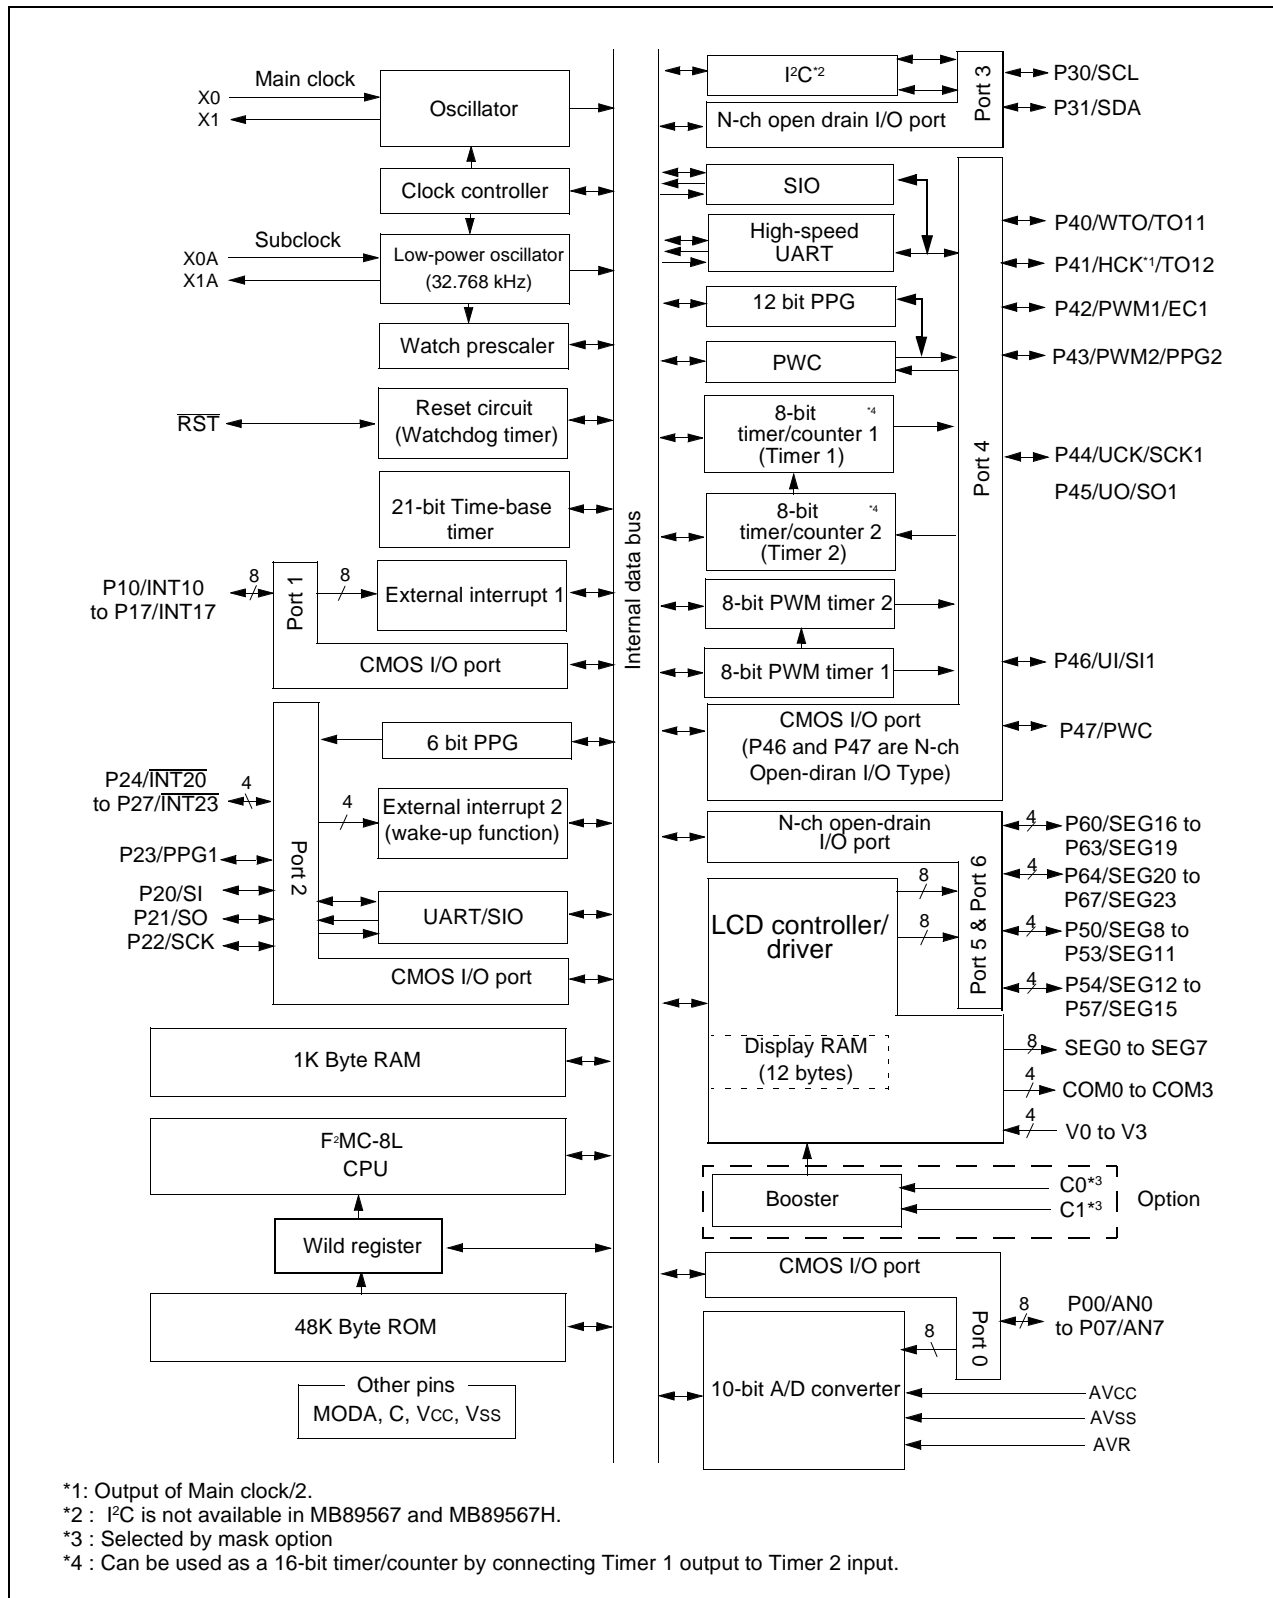 Main clock
X0
X1
Oscillator
Clock controller
Subclock
X0A
X1A
Low-power oscillator
(32.768 kHz)
Watch prescaler
RST
Reset circuit
(Watchdog timer)
21-bit Time-base
timer
P10/INT10
to P17/INT17
8
Port 1
8
External interrupt 1
CMOS I/O port
6 bit PPG
P24/INT20
to P27/INT23
4
4
External interrupt 2
(wake-up function)
P23/PPG1
P20/SI
P21/SO
P22/SCK
Port 2
UART/SIO
CMOS I/O port
1K Byte RAM
F²MC-8L
CPU
Wild register
48K Byte ROM
Other pins
MODA, C, VCC, VSS
Internal data bus
I²C*2
N-ch open drain I/O port
Port 3
P30/SCL
P31/SDA
SIO
High-speed
UART
12 bit PPG
PWC
8-bit *4
timer/counter 1
(Timer 1)
8-bit *4
timer/counter 2
(Timer 2)
8-bit PWM timer 2
8-bit PWM timer 1
CMOS I/O port
(P46 and P47 are N-ch
Open-diran I/O Type)
Port 4
P40/WTO/TO11
P41/HCK*1/TO12
P42/PWM1/EC1
P43/PWM2/PPG2
P44/UCK/SCK1
P45/UO/SO1
P46/UI/SI1
P47/PWC
N-ch open-drain
I/O port
LCD controller/
driver
8
8
Port 5 & Port 6
4
P60/SEG16 to
P63/SEG19
4
P64/SEG20 to
P67/SEG23
4
P50/SEG8 to
P53/SEG11
4
P54/SEG12 to
P57/SEG15
Display RAM
(12 bytes)
8
SEG0 to SEG7
4
COM0 to COM3
4
V0 to V3
Booster
C0*3
C1*3
Option
CMOS I/O port
Port 0
8
P00/AN0
to P07/AN7
8
10-bit A/D converter
AVCC
AVSS
AVR
*1: Output of Main clock/2.
*2 : I²C is not available in MB89567 and MB89567H.
*3 : Selected by mask option
*4 : Can be used as a 16-bit timer/counter by connecting Timer 1 output to Timer 2 input.